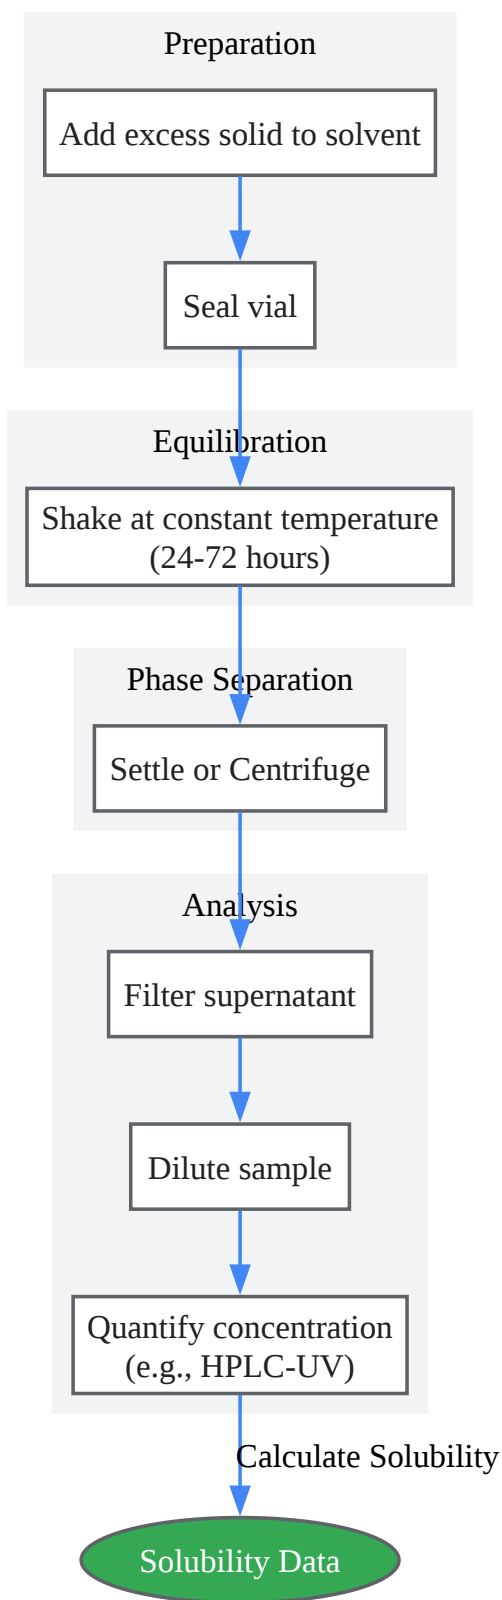 Preparation
Add excess solid to solvent
Seal vial
Equilibration
Shake at constant temperature
(24-72 hours)
Phase Separation
Settle or Centrifuge
Analysis
Filter supernatant
Dilute sample
Quantify concentration
(e.g., HPLC-UV)
Calculate Solubility
Solubility Data